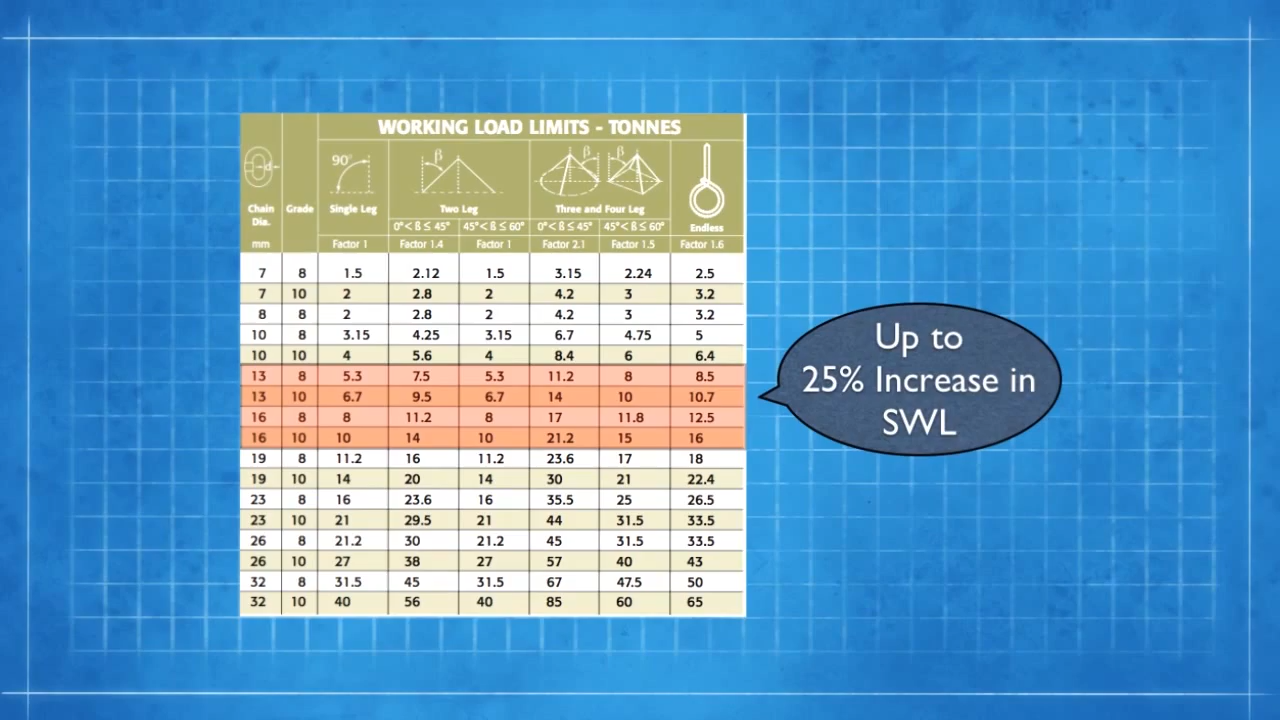 WORKING LOAD LIMITS - TONNES
d
90° β β β
Chain Dia. Grade Single Leg Two Leg Three and Four Leg Endless
0°< ß ≤ 45° 45°< ß ≤ 60° 0°< ß ≤ 45° 45°< ß ≤ 60°
mm Factor 1 Factor 1.4 Factor 1 Factor 2.1 Factor 1.5 Factor 1.6
7 8 1.5 2.12 1.5 3.15 2.24 2.5
7 10 2 2.8 2 4.2 3 3.2
8 8 2 2.8 2 4.2 3 3.2
10 8 3.15 4.25 3.15 6.7 4.75 5
10 10 4 5.6 4 8.4 6 6.4
13 8 5.3 7.5 5.3 11.2 8 8.5
13 10 6.7 9.5 6.7 14 10 10.7
16 8 8 11.2 8 17 11.8 12.5
16 10 10 14 10 21.2 15 16
19 8 11.2 16 11.2 23.6 17 18
19 10 14 20 14 30 21 22.4
23 8 16 23.6 16 35.5 25 26.5
23 10 21 29.5 21 44 31.5 33.5
26 8 21.2 30 21.2 45 31.5 33.5
26 10 27 38 27 57 40 43
32 8 31.5 45 31.5 67 47.5 50
32 10 40 56 40 85 60 65
Up to
25% Increase in
SWL